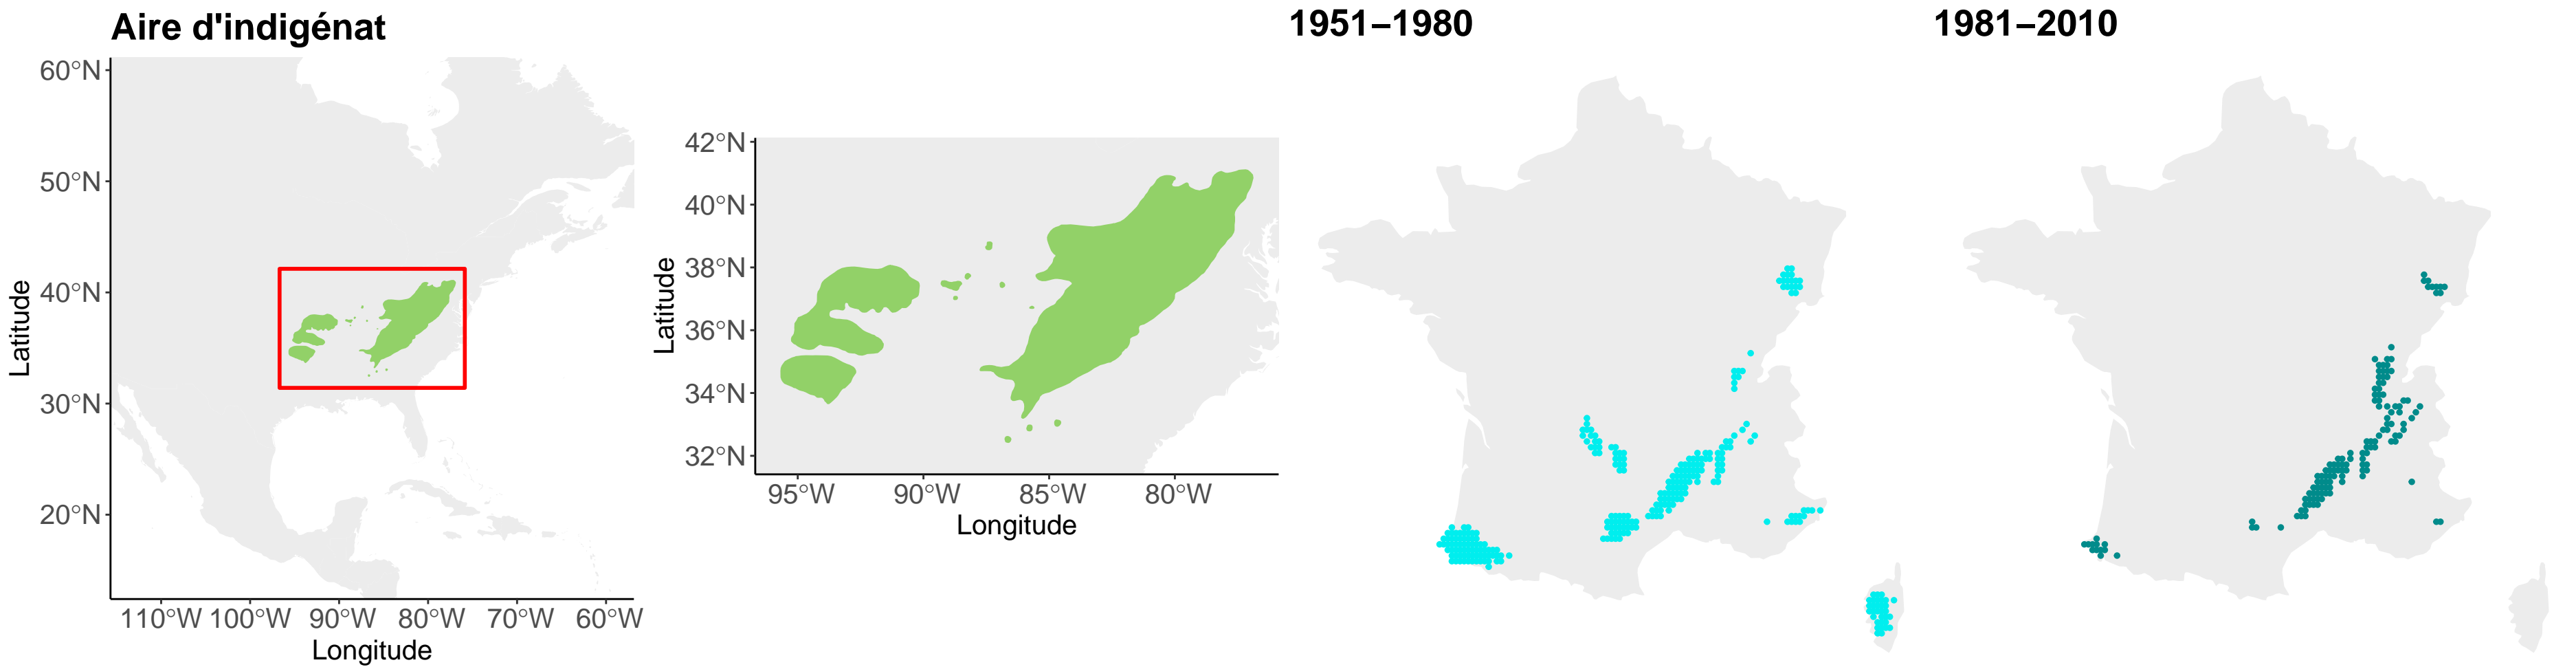 Aire d'indigénat
60°N
50°N
40°N
30°N
20°N
Latitude
110°W 100°W 90°W 80°W 70°W 60°W
Longitude
42°N
40°N
38°N
36°N
34°N
32°N
Latitude
95°W 90°W 85°W 80°W
Longitude
1951–1980
1981–2010